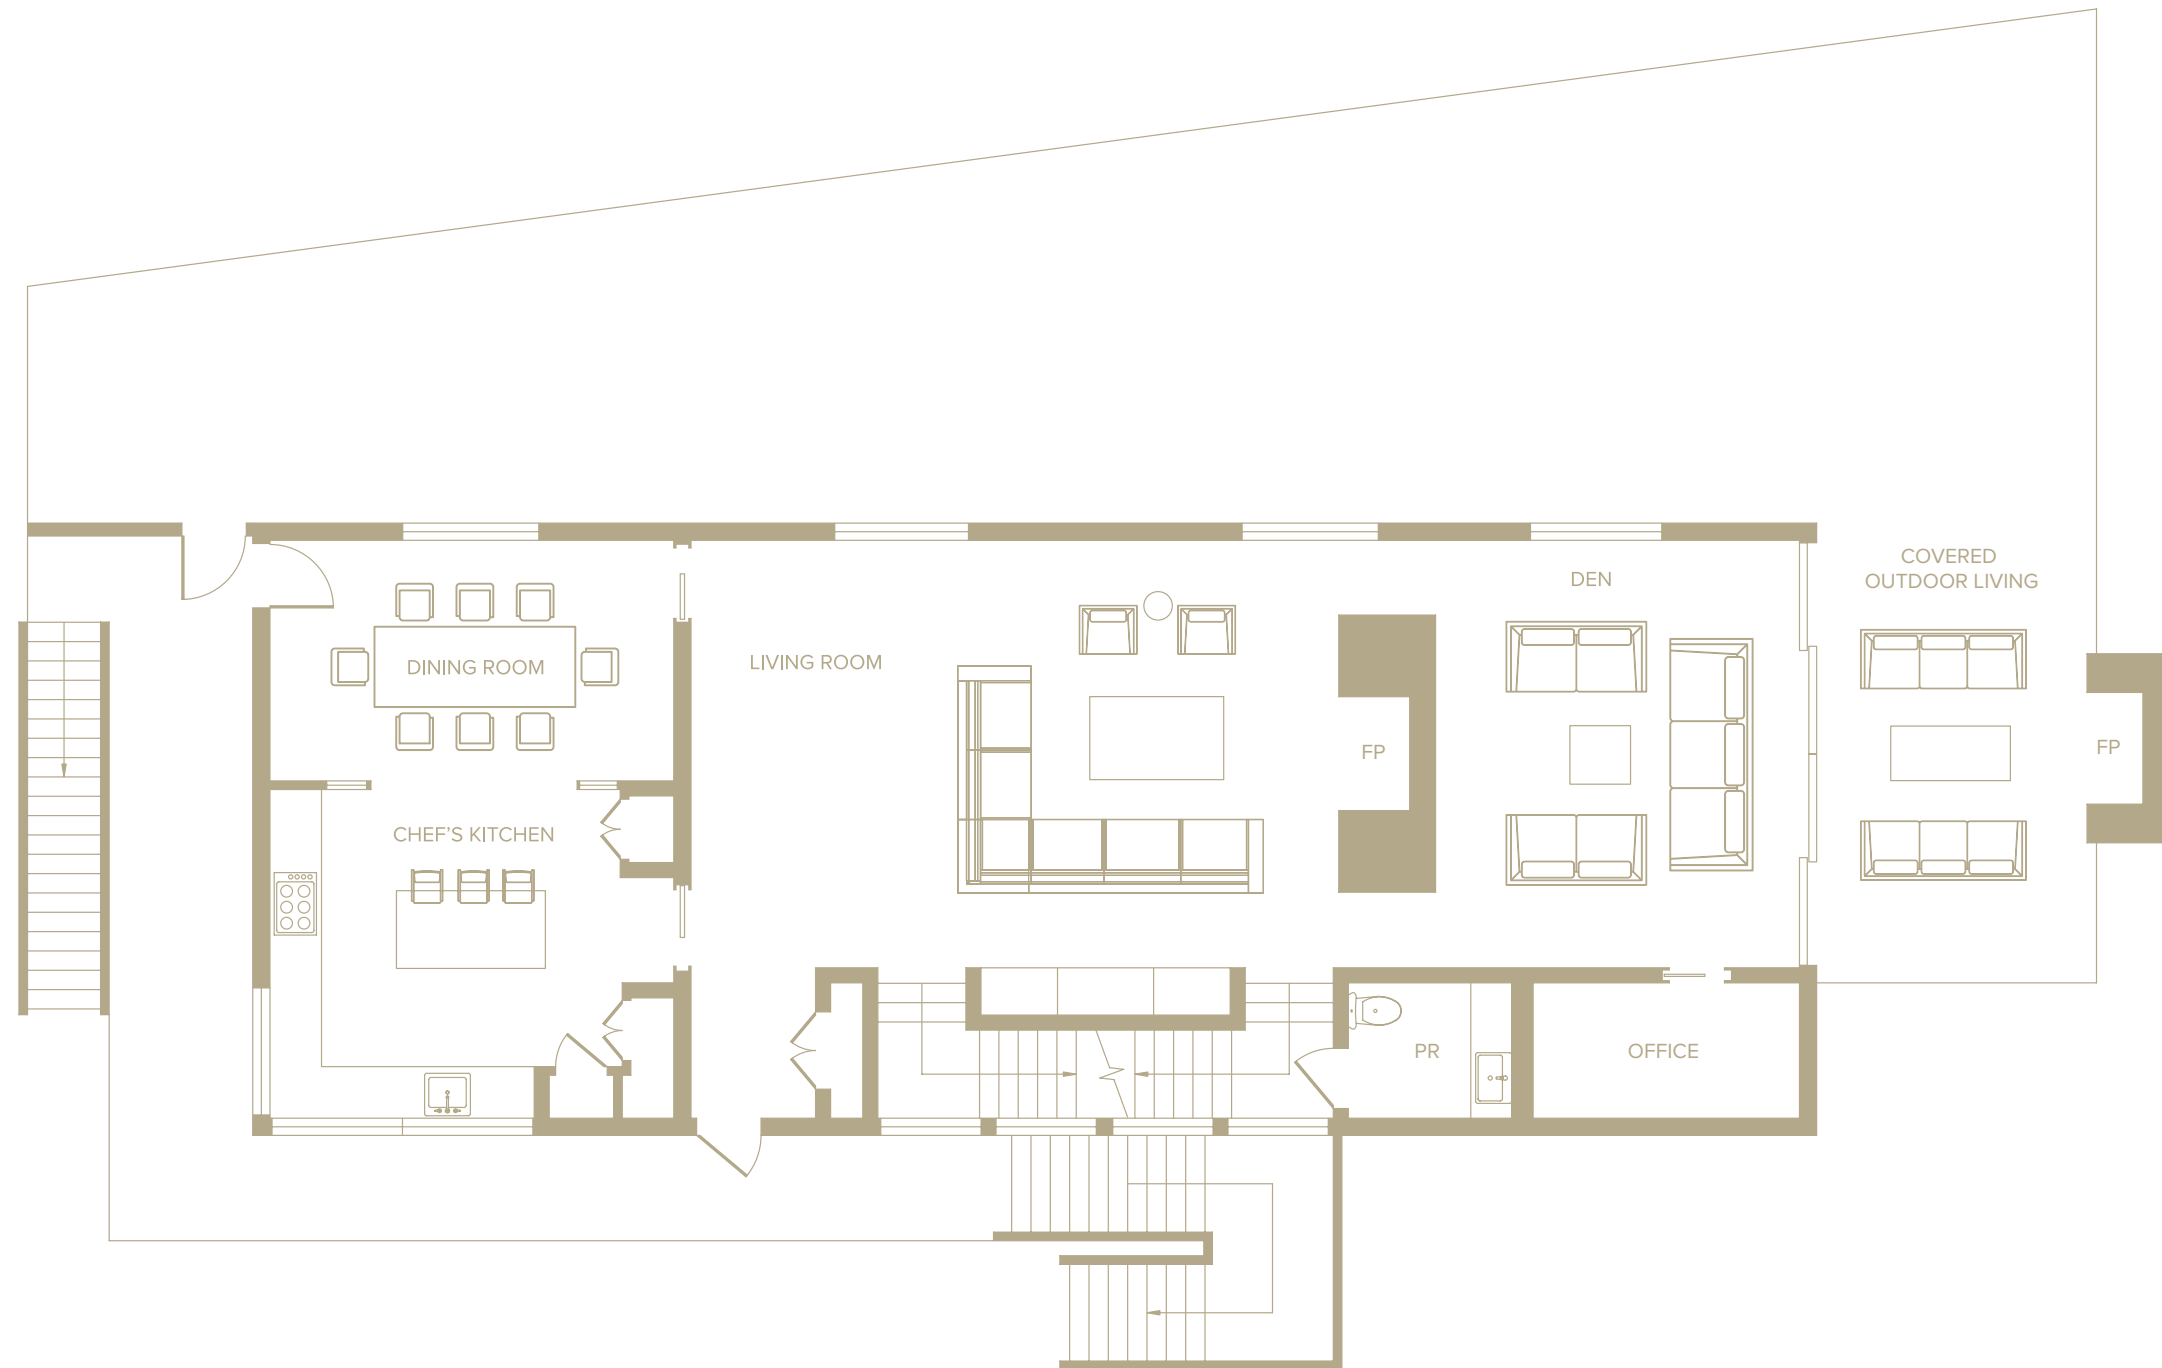 COVERED
OUTDOOR LIVING
DEN
LIVING ROOM
DINING ROOM
FP
FP
CHEF'S KITCHEN
PR
OFFICE